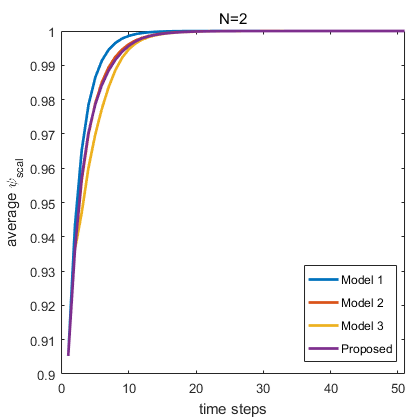 N=2
1
0.99
0.98
0.97
0.96
0.95
0.94
0.93
0.92
0.91
0.9
0 10 20 30 40 50
average ψ_scal
time steps
Model 1
Model 2
Model 3
Proposed